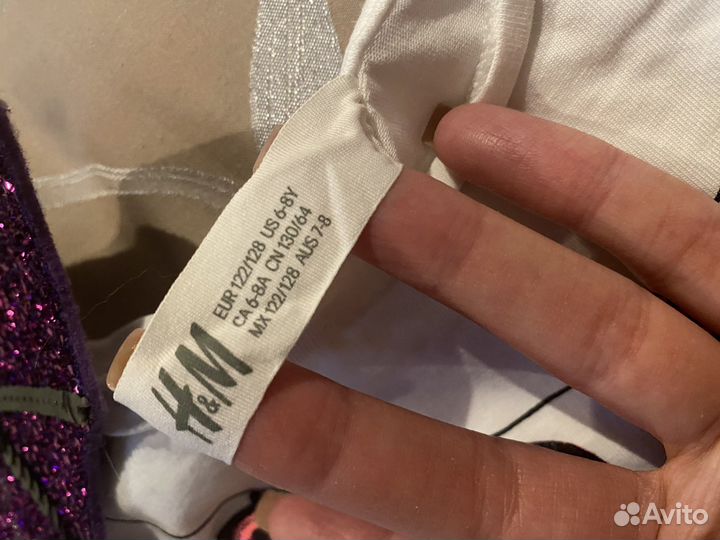 EUR 122/128 US 6-8Y
CA 6-8A CN 130/64
MX 122/128 AUS 7-8
H&M
Avito